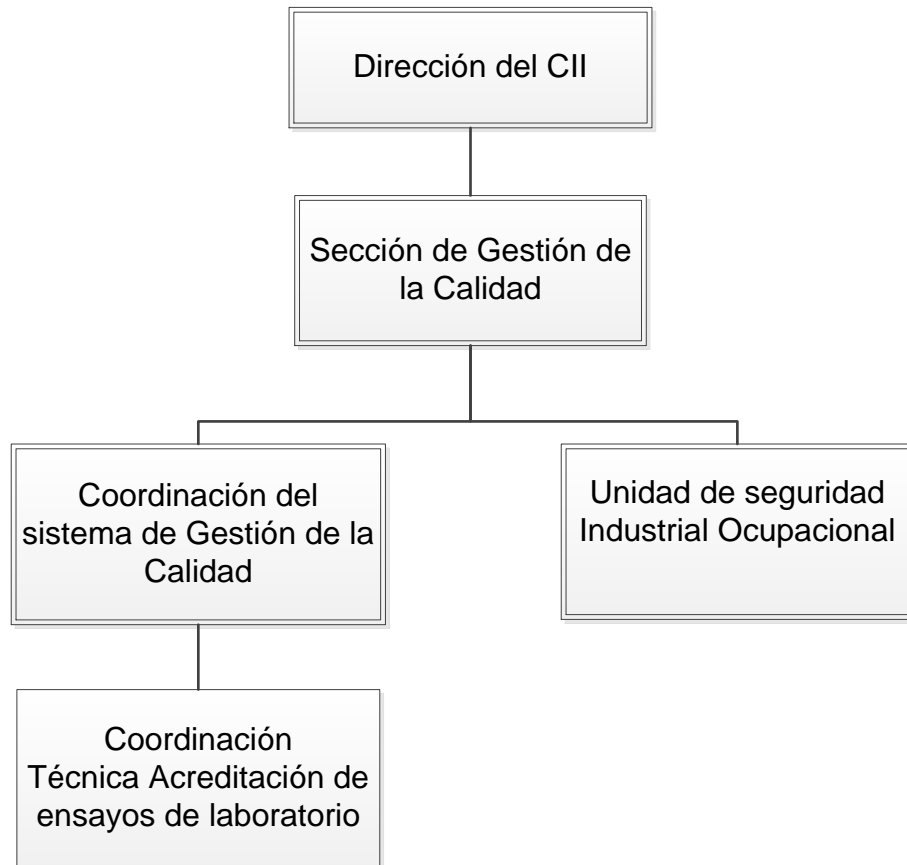 Dirección del CII
Sección de Gestión de
la Calidad
Coordinación del
sistema de Gestión de la
Calidad
Unidad de seguridad
Industrial Ocupacional
Coordinación
Técnica Acreditación de
ensayos de laboratorio